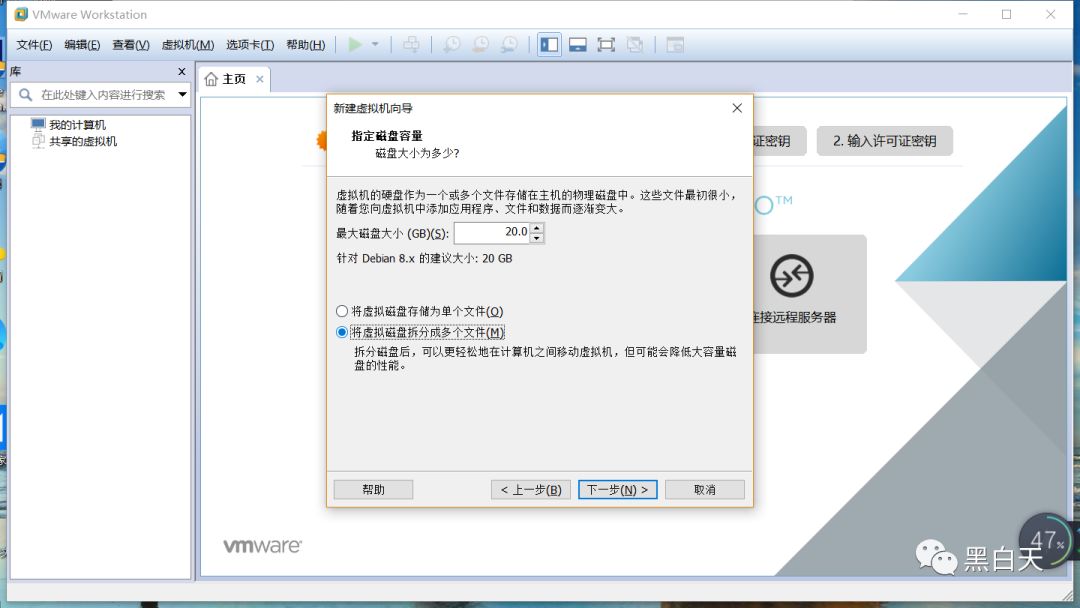 VMware Workstation
文件(F) 编辑(E) 查看(V) 虚拟机(M) 选项卡(T) 帮助(H)
库
在此处键入内容进行搜索
我的计算机
共享的虚拟机
主页
新建虚拟机向导
指定磁盘容量
磁盘大小为多少?
证密钥
2. 输入许可证密钥
虚拟机的硬盘作为一个或多个文件存储在主机的物理磁盘中。这些文件最初很小，
随着您向虚拟机中添加应用程序、文件和数据而逐渐变大。
O™
最大磁盘大小 (GB)(S): 20.0
针对 Debian 8.x 的建议大小: 20 GB
将虚拟磁盘存储为单个文件(O)
连接远程服务器
将虚拟磁盘拆分成多个文件(M)
拆分磁盘后，可以更轻松地在计算机之间移动虚拟机，但可能会降低大容量磁
盘的性能。
帮助 < 上一步(B) 下一步(N) > 取消
vmware
47%
黑白天